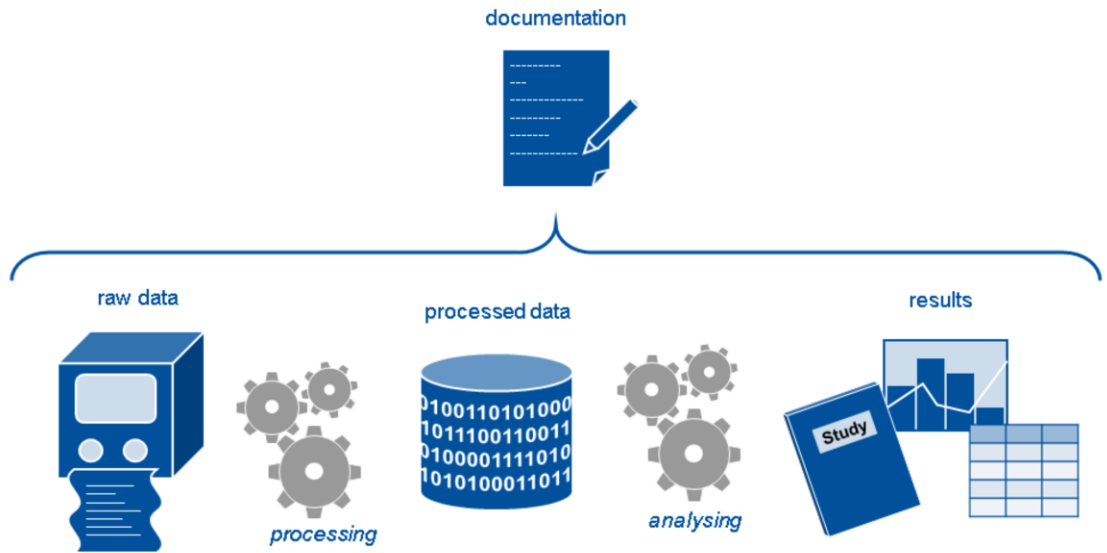 documentation
raw data
processed data
results
0100110101000
1011100110011
0100001111010
1010100011011
Study
processing
analysing